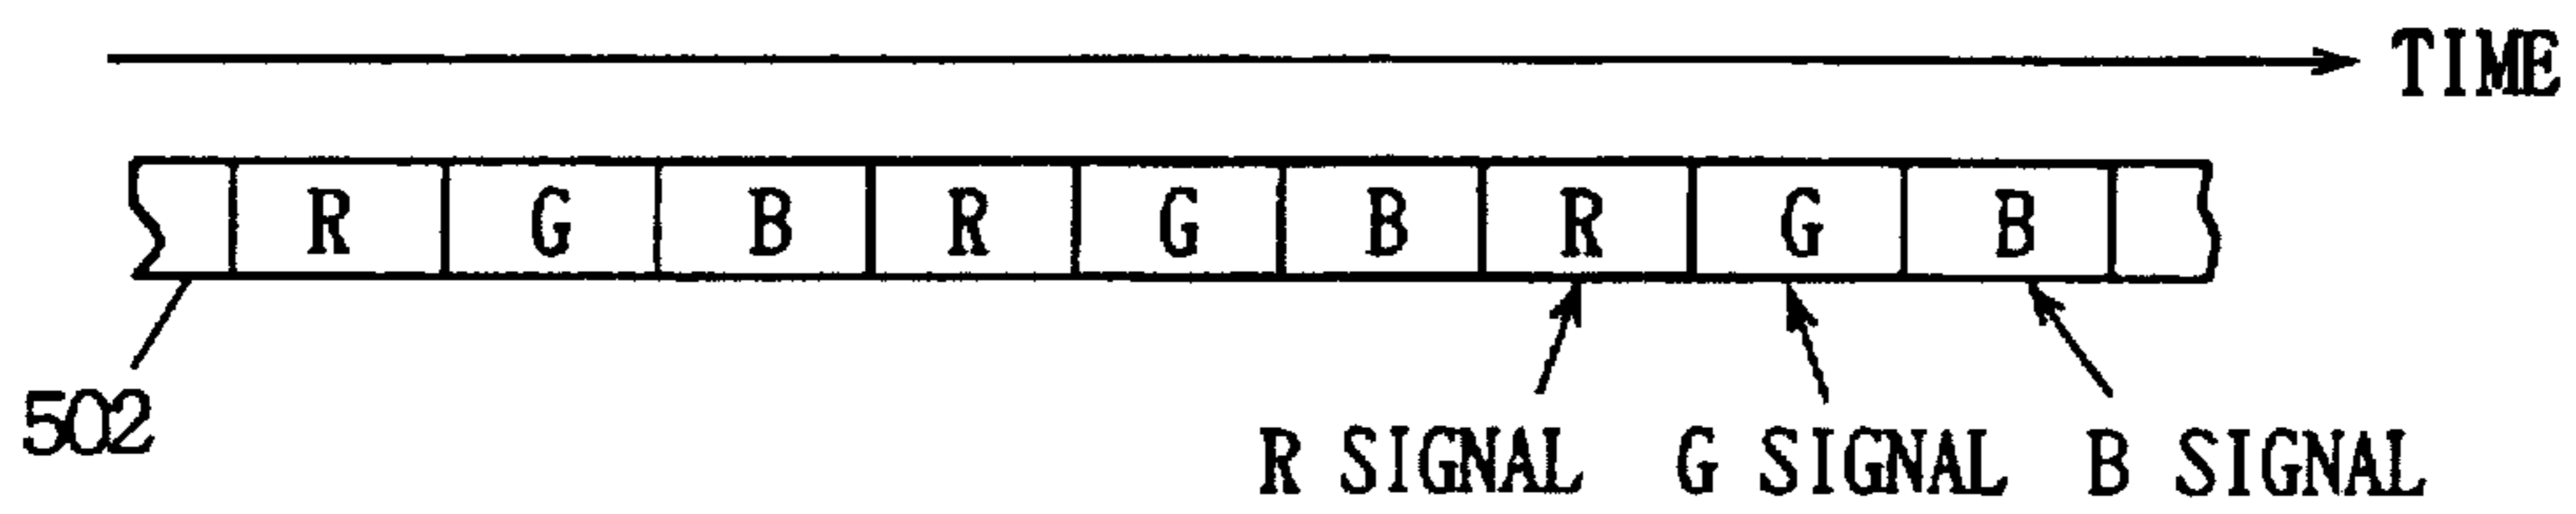 TIME
R G B R G B R G B
502
R SIGNAL G SIGNAL B SIGNAL